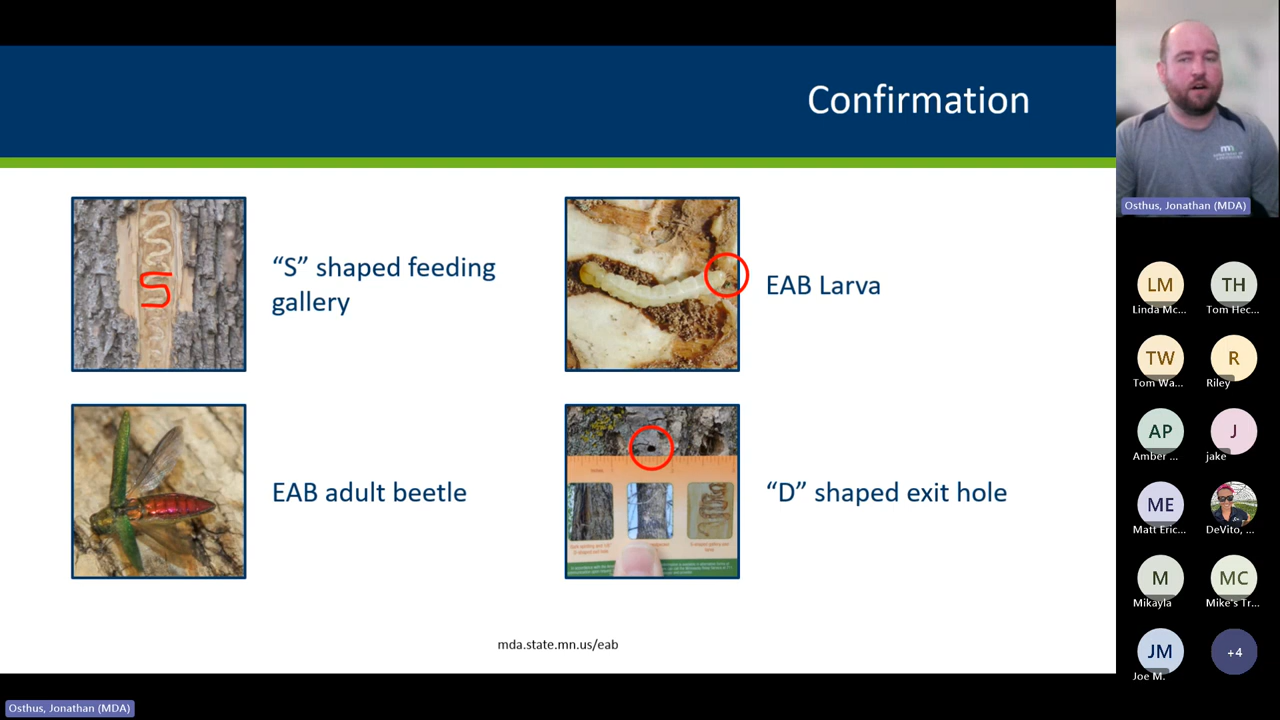 Confirmation
"S" shaped feeding
gallery
EAB Larva
EAB adult beetle
"D" shaped exit hole
mda.state.mn.us/eab
Osthus, Jonathan (MDA)
LM
TH
Linda Mc...
Tom Hec...
TW
R
Tom Wa...
Riley
AP
J
Amber ...
jake
ME
Matt Eric...
DeVito, ...
M
MC
Mikayla
Mike's Tr...
JM
+4
Joe M.
Osthus, Jonathan (MDA)